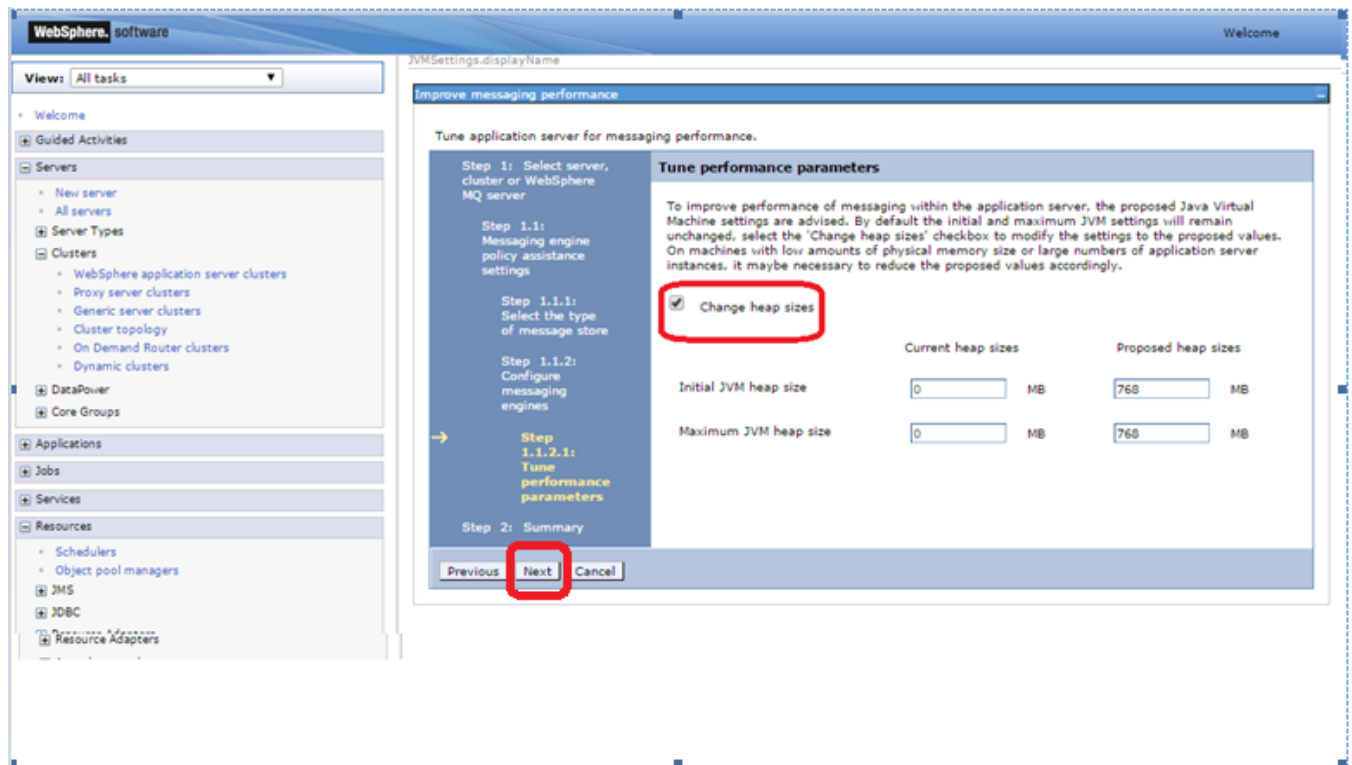 WebSphere. software
Welcome
View: All tasks
Welcome
Guided Activities
Servers
New server
All servers
Server Types
Clusters
WebSphere application server clusters
Proxy server clusters
Generic server clusters
Cluster topology
On Demand Router clusters
Dynamic clusters
DataPower
Core Groups
Applications
Jobs
Services
Resources
Schedulers
Object pool managers
JMS
JDBC
Resource Adapters
JVMSettings.displayName
Improve messaging performance
Tune application server for messaging performance.
Step 1: Select server,
cluster or WebSphere
MQ server
Step 1.1:
Messaging engine
policy assistance
settings
Step 1.1.1:
Select the type
of message store
Step 1.1.2:
Configure
messaging
engines
Step
1.1.2.1:
Tune
performance
parameters
Step 2: Summary
Tune performance parameters
To improve performance of messaging within the application server, the proposed Java Virtual
Machine settings are advised. By default the initial and maximum JVM settings will remain
unchanged, select the 'Change heap sizes' checkbox to modify the settings to the proposed values.
On machines with low amounts of physical memory size or large numbers of application server
instances, it maybe necessary to reduce the proposed values accordingly.
Change heap sizes
Current heap sizes Proposed heap sizes
Initial JVM heap size 0 MB 768 MB
Maximum JVM heap size 0 MB 768 MB
Previous Next Cancel